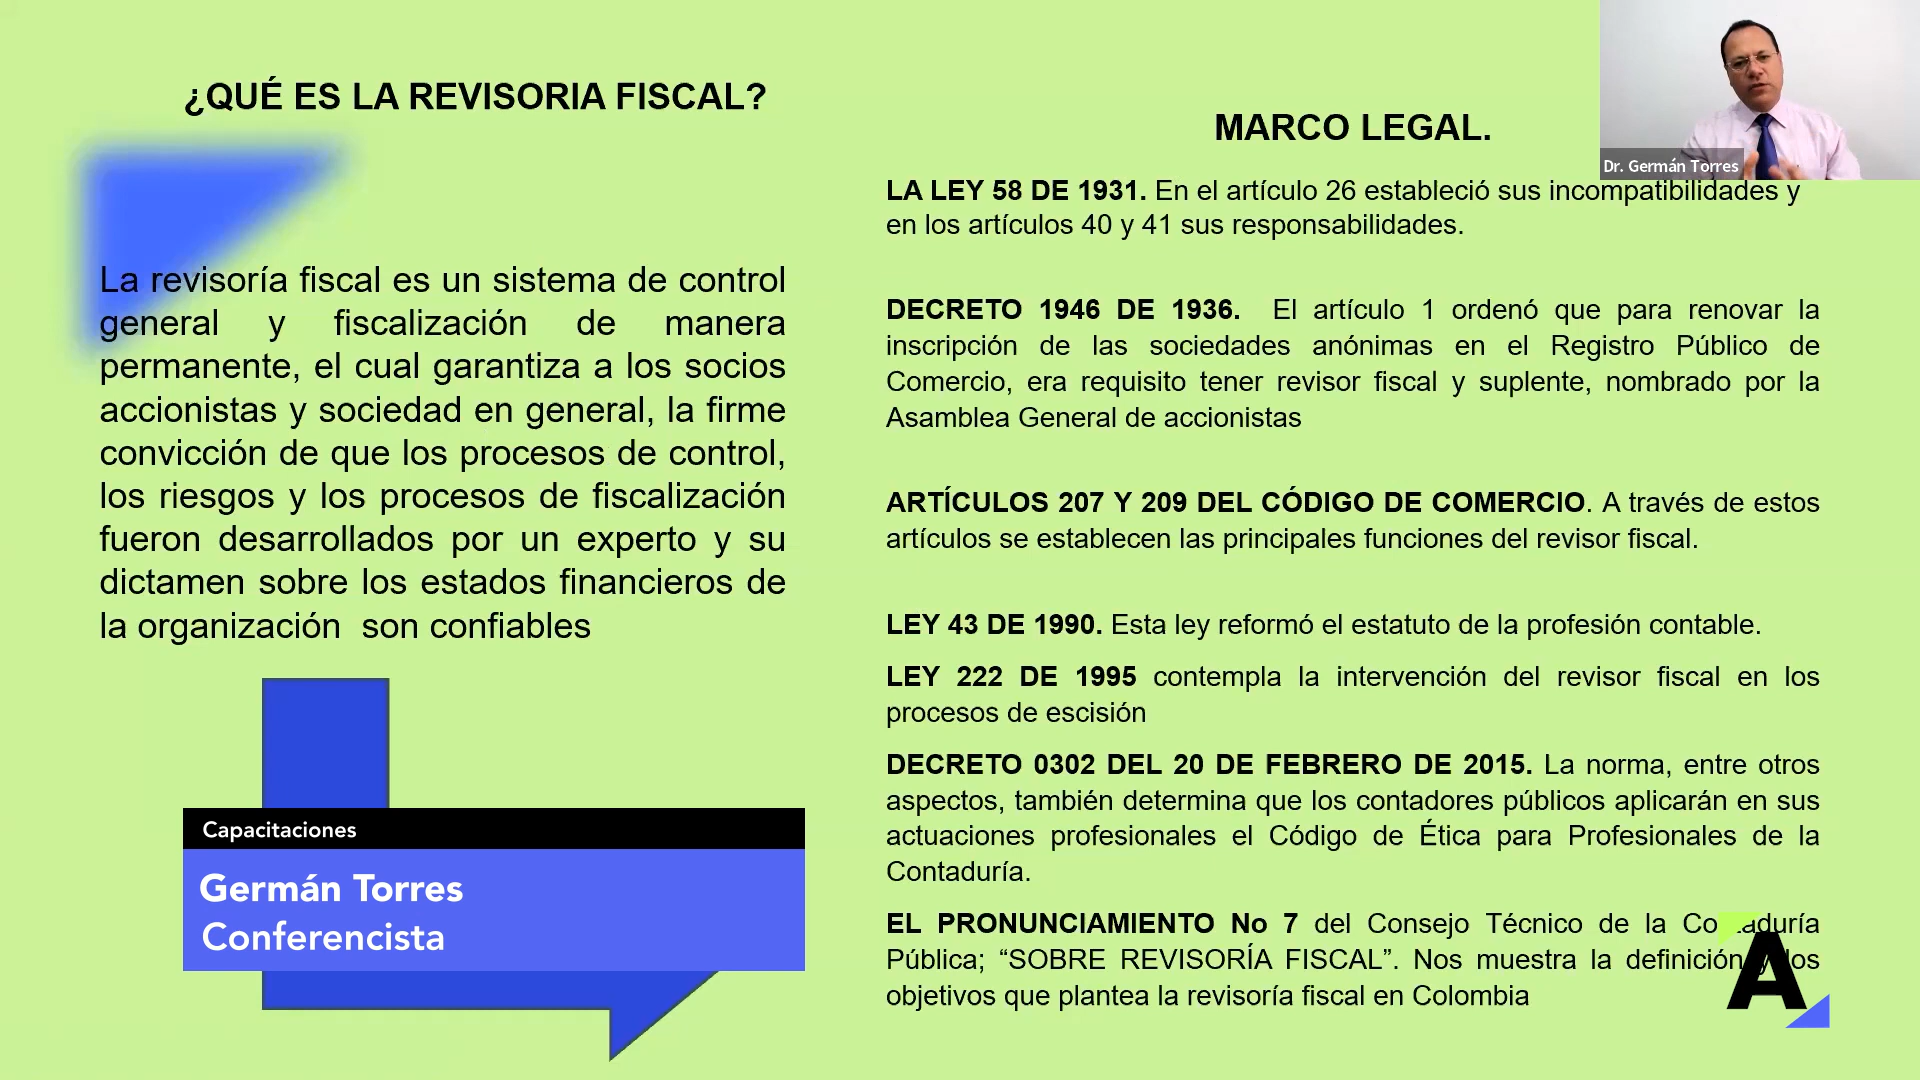 ¿QUÉ ES LA REVISORIA FISCAL?
La revisoría fiscal es un sistema de control
general y fiscalización de manera
permanente, el cual garantiza a los socios
accionistas y sociedad en general, la firme
convicción de que los procesos de control,
los riesgos y los procesos de fiscalización
fueron desarrollados por un experto y su
dictamen sobre los estados financieros de
la organización son confiables
Capacitaciones
Germán Torres
Conferencista
MARCO LEGAL.
Dr. Germán Torres
LA LEY 58 DE 1931. En el artículo 26 estableció sus incompatibilidades y
en los artículos 40 y 41 sus responsabilidades.
DECRETO 1946 DE 1936. El artículo 1 ordenó que para renovar la
inscripción de las sociedades anónimas en el Registro Público de
Comercio, era requisito tener revisor fiscal y suplente, nombrado por la
Asamblea General de accionistas
ARTÍCULOS 207 Y 209 DEL CÓDIGO DE COMERCIO. A través de estos
artículos se establecen las principales funciones del revisor fiscal.
LEY 43 DE 1990. Esta ley reformó el estatuto de la profesión contable.
LEY 222 DE 1995 contempla la intervención del revisor fiscal en los
procesos de escisión
DECRETO 0302 DEL 20 DE FEBRERO DE 2015. La norma, entre otros
aspectos, también determina que los contadores públicos aplicarán en sus
actuaciones profesionales el Código de Ética para Profesionales de la
Contaduría.
EL PRONUNCIAMIENTO No 7 del Consejo Técnico de la Contaduría
Pública; “SOBRE REVISORÍA FISCAL”. Nos muestra la definición y los
objetivos que plantea la revisoría fiscal en Colombia
A